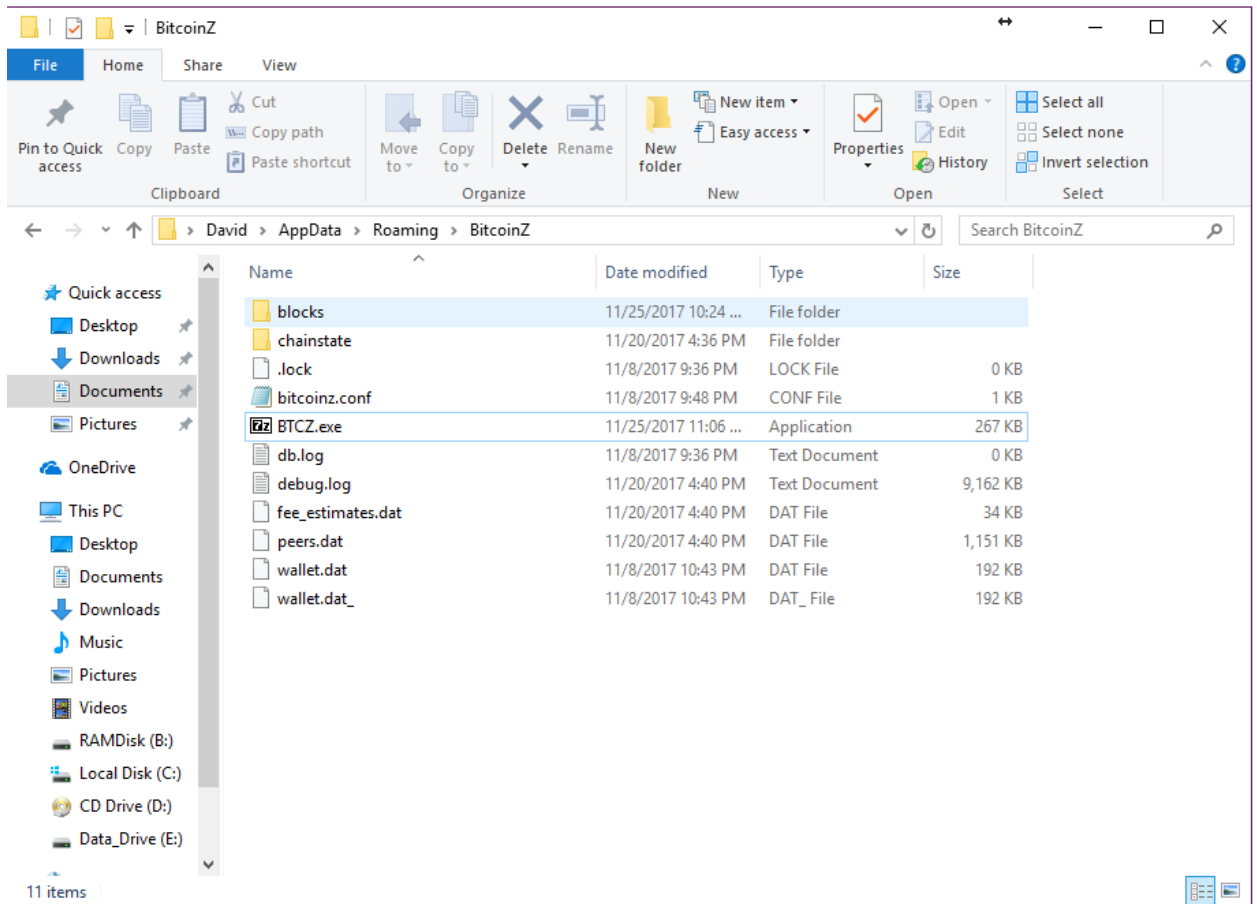 BitcoinZ
File Home Share View
Pin to Quick access
Copy
Paste
Cut
Copy path
Paste shortcut
Clipboard
Move to
Copy to
Delete
Rename
Organize
New folder
New item
Easy access
New
Properties
Open
Edit
History
Open
Select all
Select none
Invert selection
Select
David > AppData > Roaming > BitcoinZ
Search BitcoinZ
Quick access
Desktop
Downloads
Documents
Pictures
OneDrive
This PC
Desktop
Documents
Downloads
Music
Pictures
Videos
RAMDisk (B:)
Local Disk (C:)
CD Drive (D:)
Data_Drive (E:)
Name Date modified Type Size
blocks 11/25/2017 10:24 ... File folder
chainstate 11/20/2017 4:36 PM File folder
.lock 11/8/2017 9:36 PM LOCK File 0 KB
bitcoinz.conf 11/8/2017 9:48 PM CONF File 1 KB
BTCZ.exe 11/25/2017 11:06 ... Application 267 KB
db.log 11/8/2017 9:36 PM Text Document 0 KB
debug.log 11/20/2017 4:40 PM Text Document 9,162 KB
fee_estimates.dat 11/20/2017 4:40 PM DAT File 34 KB
peers.dat 11/20/2017 4:40 PM DAT File 1,151 KB
wallet.dat 11/8/2017 10:43 PM DAT File 192 KB
wallet.dat_ 11/8/2017 10:43 PM DAT_ File 192 KB
11 items